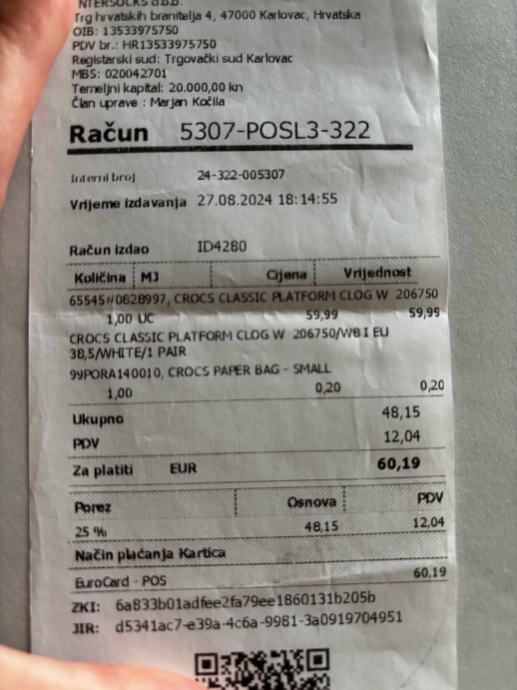 INTERSOCKS d.o.o.
Trg hrvatskih branitelja 4, 47000 Karlovac, Hrvatska
OIB: 13533975750
PDV br.: HR13533975750
Registarski sud: Trgovački sud Karlovac
MBS: 020042701
Temeljni kapital: 20.000,00 kn
Član uprave : Marjan Kočila
Račun 5307-POSL3-322
Interni broj 24-322-005307
Vrijeme izdavanja 27.08.2024 18:14:55
Račun izdao ID4280
Količina MJ Cijena Vrijednost
65545#0828997, CROCS CLASSIC PLATFORM CLOG W 206750
1,00 UC 59,99 59,99
CROCS CLASSIC PLATFORM CLOG W 206750/W8 I EU
38,5/WHITE/1 PAIR
99PORA140010, CROCS PAPER BAG - SMALL
1,00 0,20 0,20
Ukupno 48,15
PDV 12,04
Za platiti EUR 60,19
Porez Osnova PDV
25 % 48,15 12,04
Način plaćanja Kartica
EuroCard - POS 60,19
ZKI: 6a833b01adfee2fa79ee1860131b205b
JIR: d5341ac7-e39a-4c6a-9981-3a0919704951